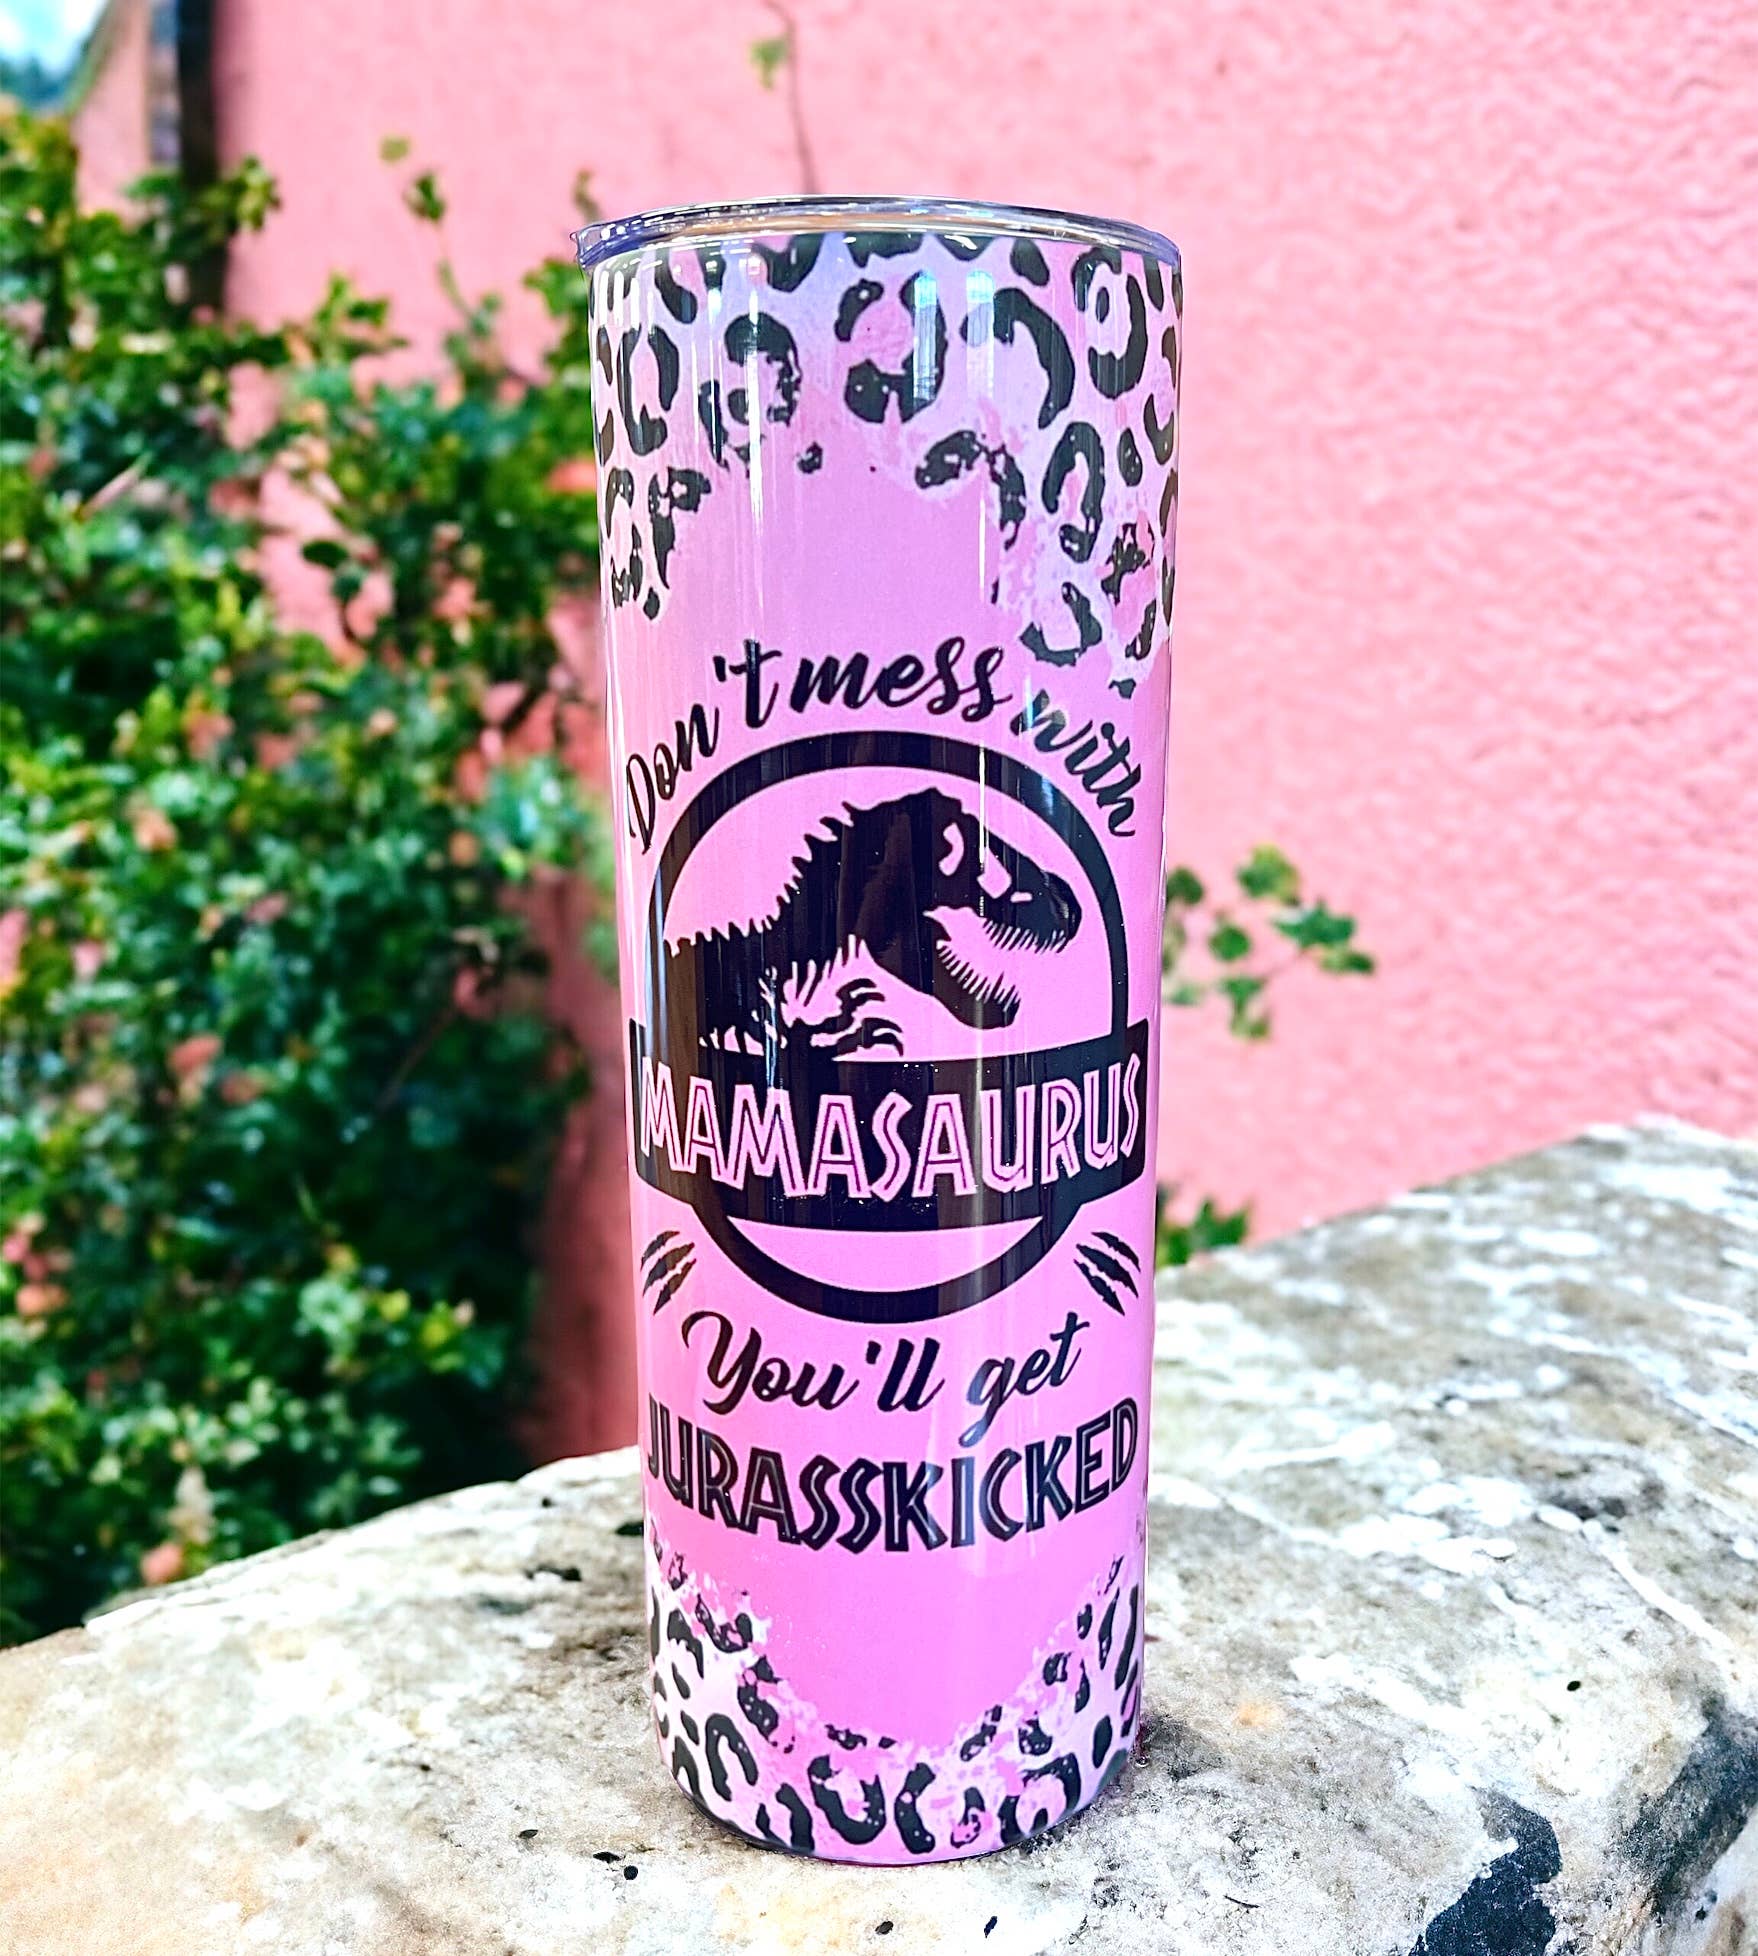 Don't mess with
MAMASAURUS
You'll get
JURASSKICKED